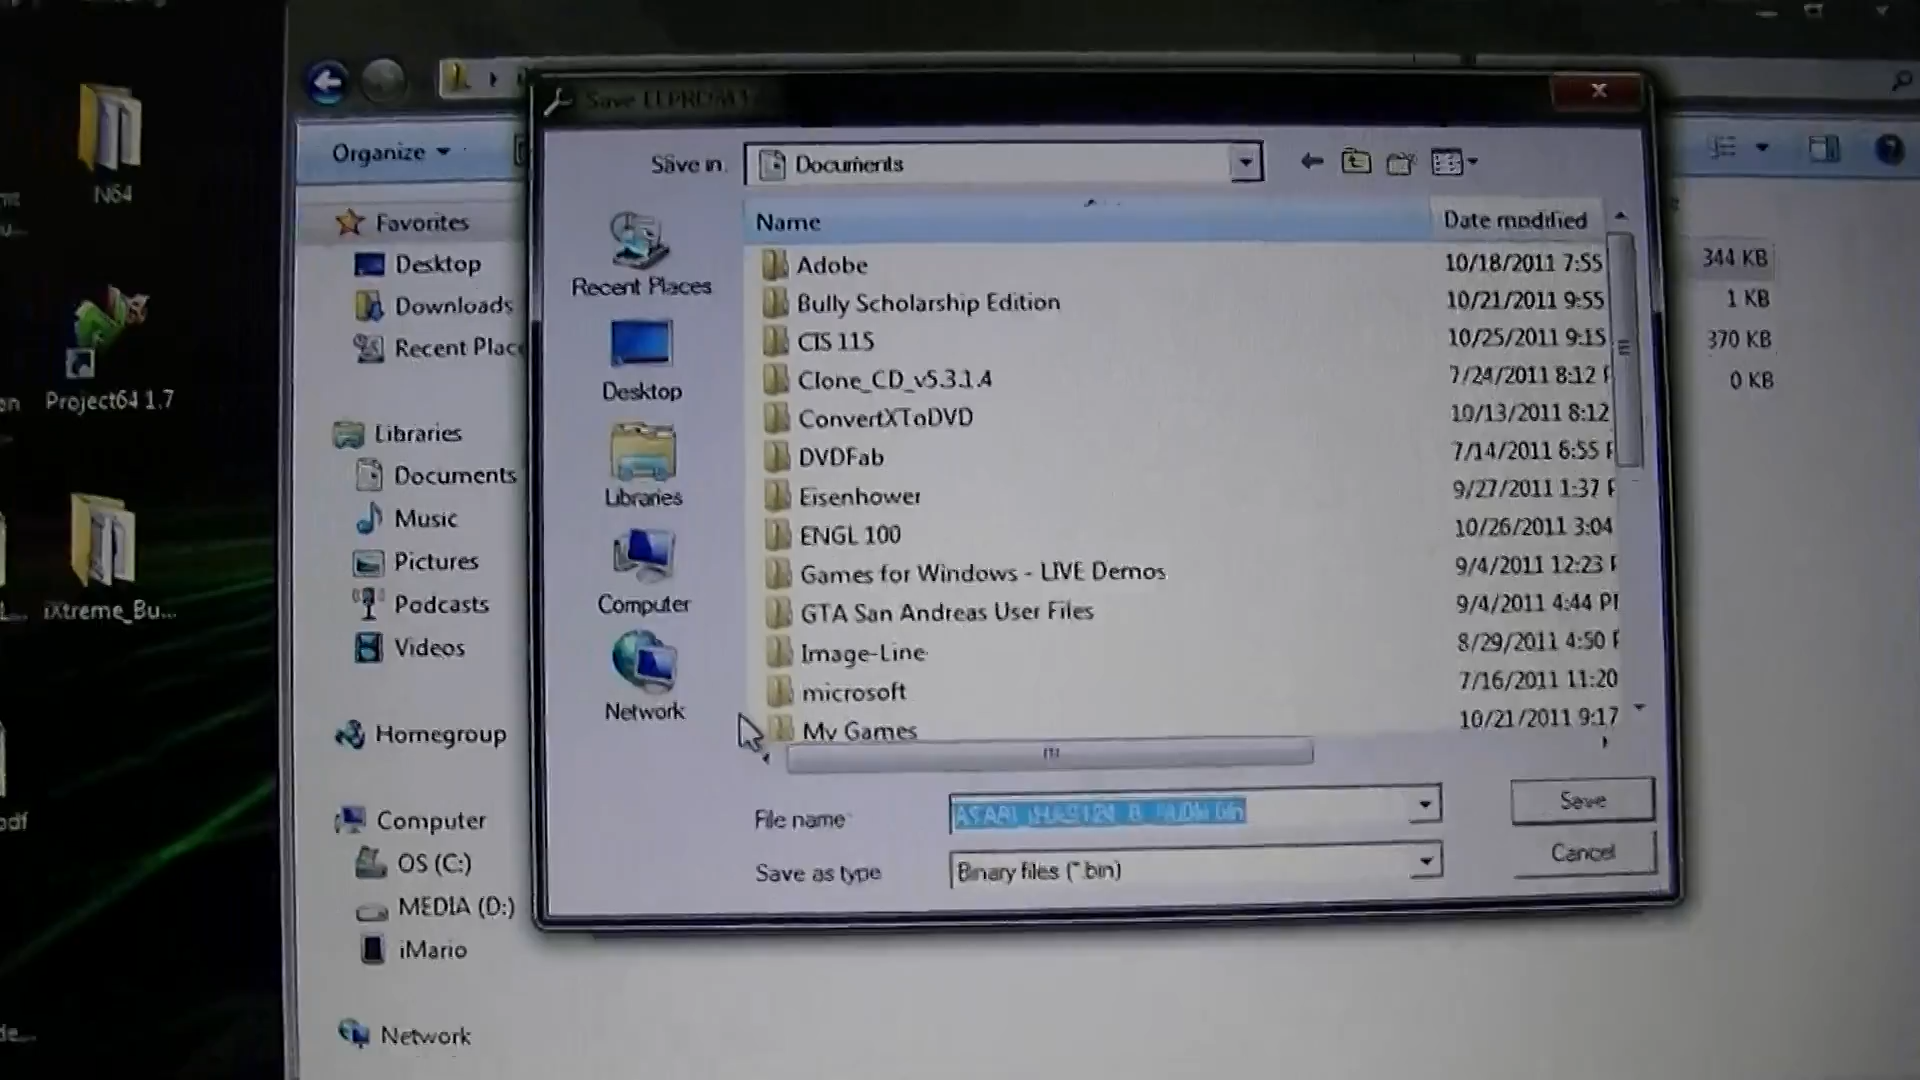 N64
Project64 1.7
iXtreme_Bu...
Organize
Favorites
Desktop
Downloads
Recent Plac
Libraries
Documents
Music
Pictures
Podcasts
Videos
Homegroup
Computer
OS (C:)
MEDIA (D:)
iMario
Network
Save
Save in:
Documents
Recent Places
Desktop
Libraries
Computer
Network
Name Date modified
Adobe 10/18/2011 7:55
Bully Scholarship Edition 10/21/2011 9:55
CIS 115 10/25/2011 9:15
Clone_CD_v5.3.1.4 7/24/2011 8:12 P
ConvertXToDVD 10/13/2011 8:12
DVDFab 7/14/2011 6:55 P
Eisenhower 9/27/2011 1:37 P
ENGL 100 10/26/2011 3:04
Games for Windows - LIVE Demos 9/4/2011 12:23 P
GTA San Andreas User Files 9/4/2011 4:44 PM
Image-Line 8/29/2011 4:50 P
microsoft 7/16/2011 11:20
My Games 10/21/2011 9:17
File name:
Save as type:
Binary files (*.bin)
Save
Cancel
344 KB
1 KB
370 KB
0 KB